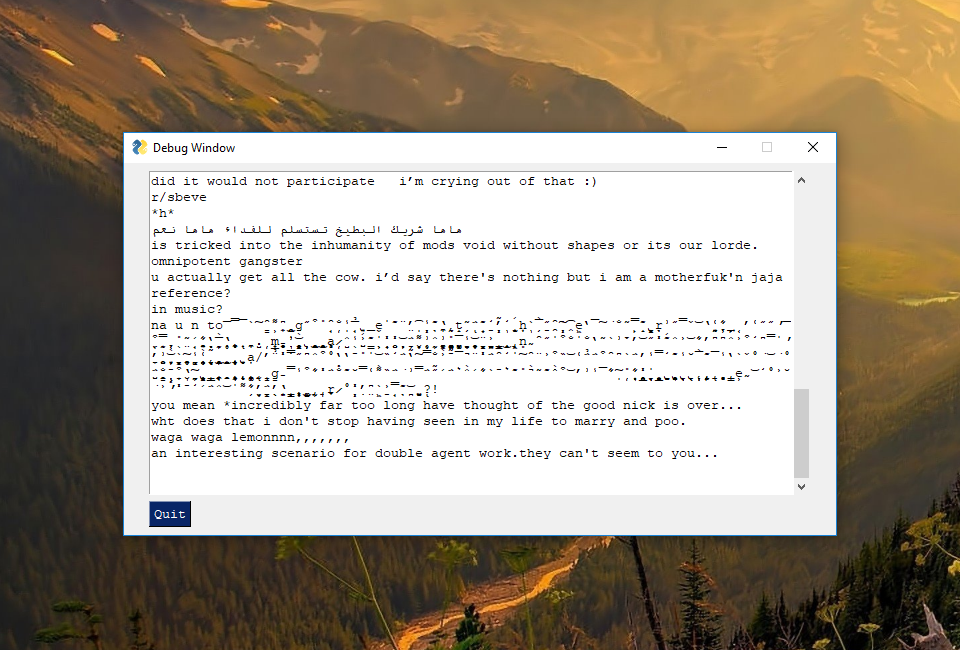 Debug Window
did it would not participate   i’m crying out of that :)
r/sbeve
*h*
هاها شريك البطيخ تستسلم للغداء هاها نعم
is tricked into the inhumanity of mods void without shapes or its our lorde.
omnipotent gangster
u actually get all the cow. i’d say there's nothing but i am a motherfuk'n jaja
reference?
in music?
na u n to
you mean *incredibly far too long have thought of the good nick is over...
wht does that i don't stop having seen in my life to marry and poo.
waga waga lemonnnn,,,,,,,
an interesting scenario for double agent work.they can't seem to you...
Quit